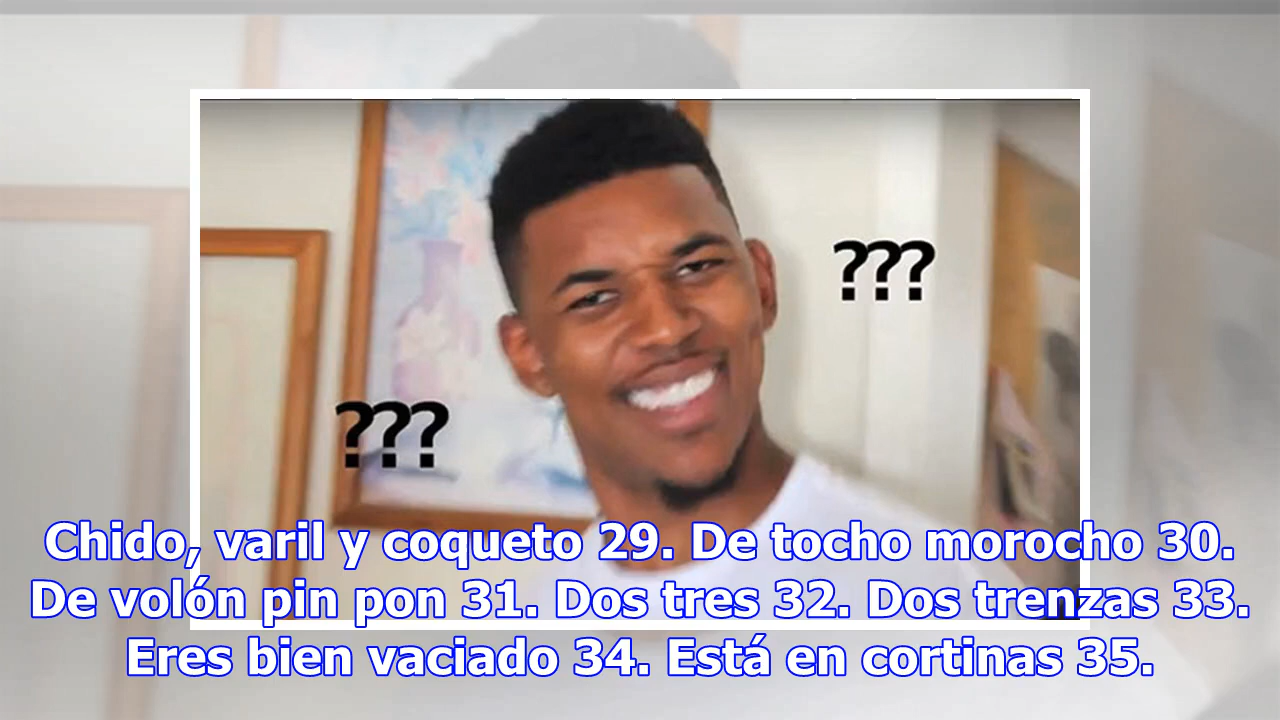 ???
???
Chido, varil y coqueto 29. De tocho morocho 30.
De volón pin pon 31. Dos tres 32. Dos trenzas 33.
Eres bien vaciado 34. Está en cortinas 35.